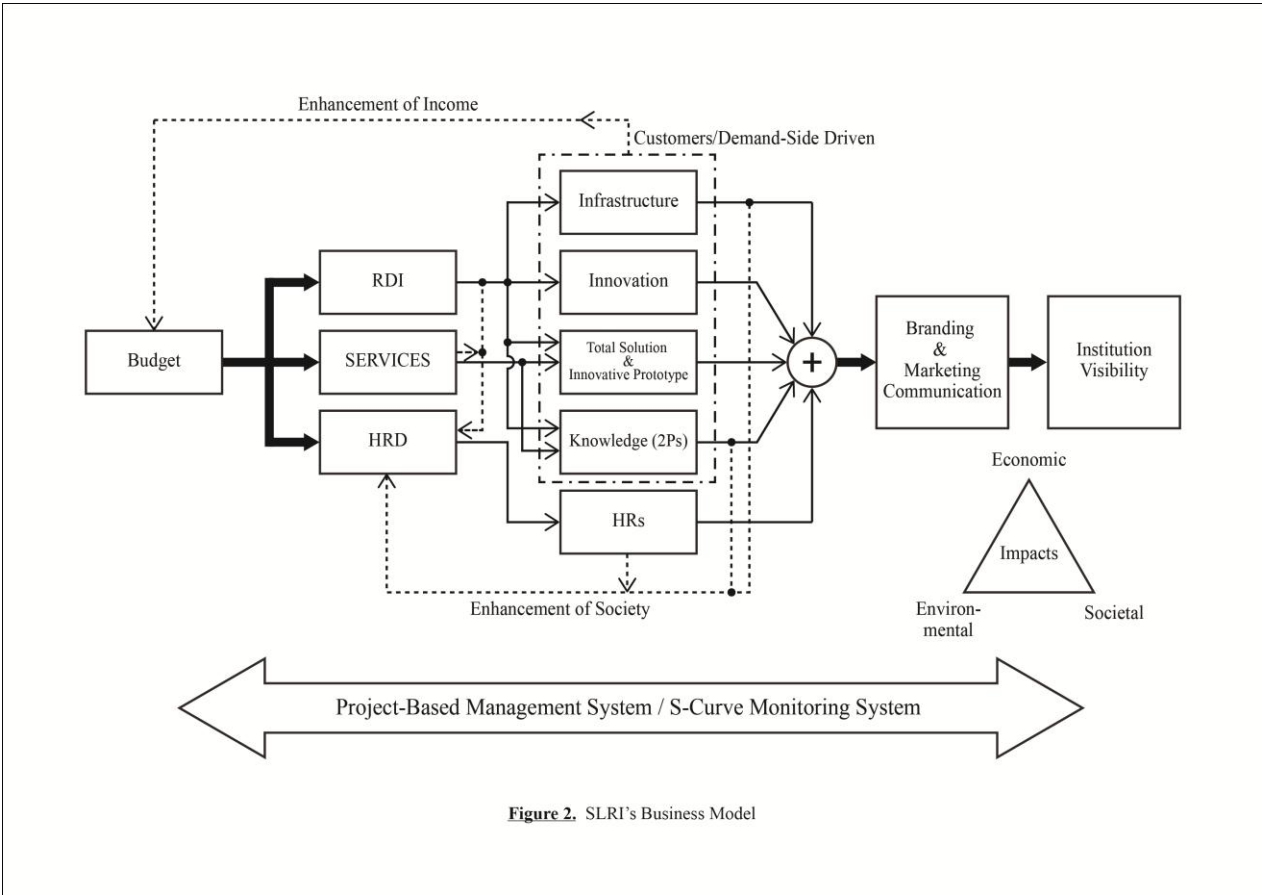 Enhancement of Income
Customers/Demand-Side Driven
Infrastructure
RDI
Innovation
Budget
SERVICES
Total Solution
&
Innovative Prototype
+
Branding
&
Marketing
Communication
Institution
Visibility
HRD
Knowledge (2Ps)
HRs
Enhancement of Society
Economic
Impacts
Environ-
mental
Societal
Project-Based Management System / S-Curve Monitoring System
Figure 2. SLRI's Business Model